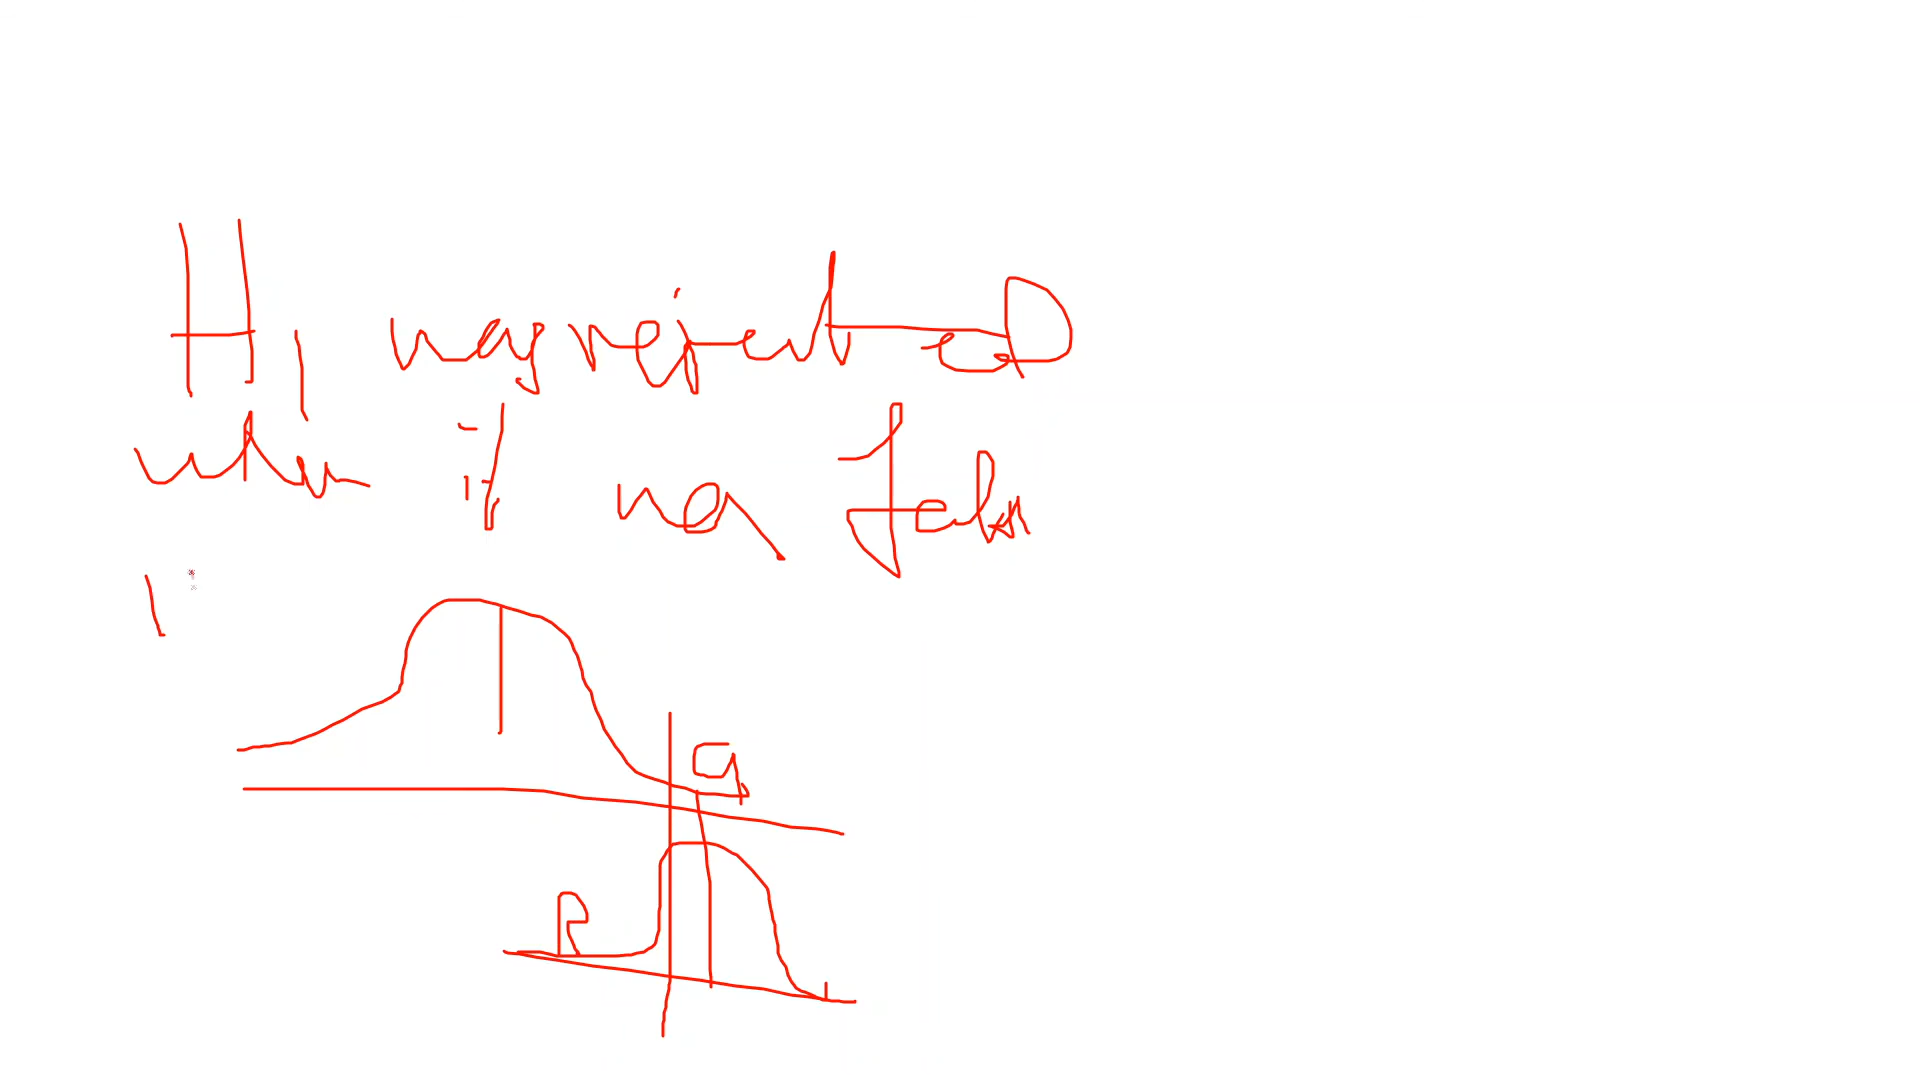 H1 was rejected
when it was false
α
β